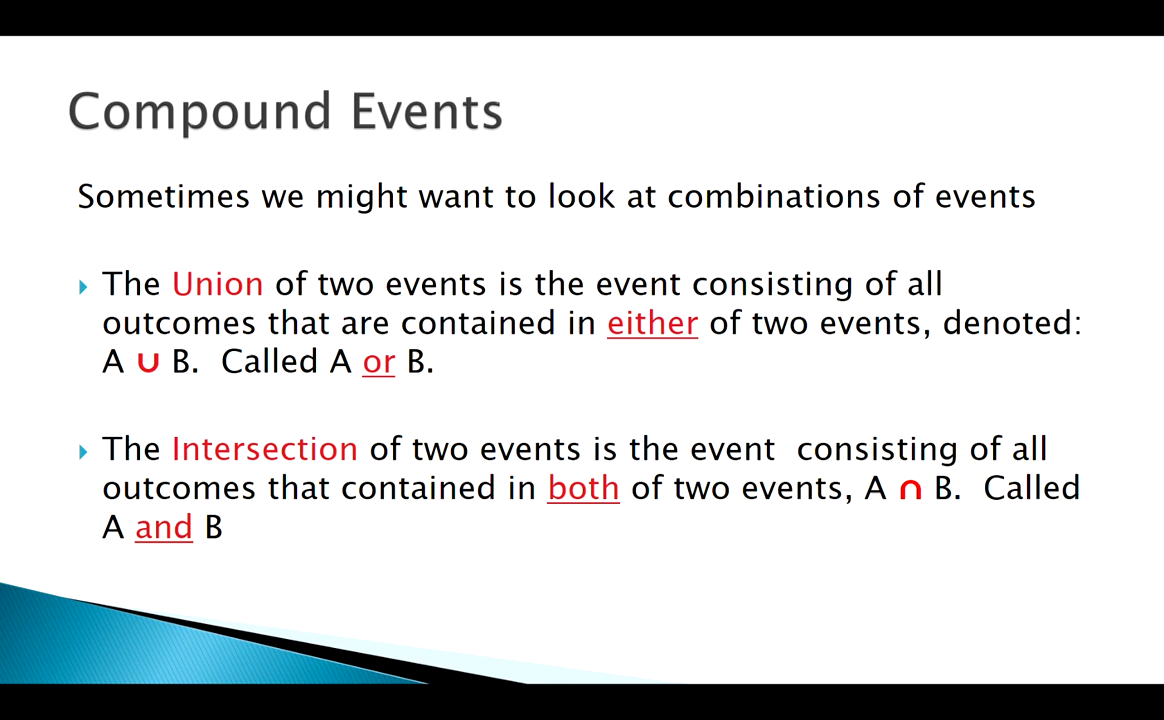 Compound Events
Sometimes we might want to look at combinations of events
The Union of two events is the event consisting of all
outcomes that are contained in either of two events, denoted:
A ∪ B.  Called A or B.
The Intersection of two events is the event  consisting of all
outcomes that contained in both of two events, A ∩ B.  Called
A and B